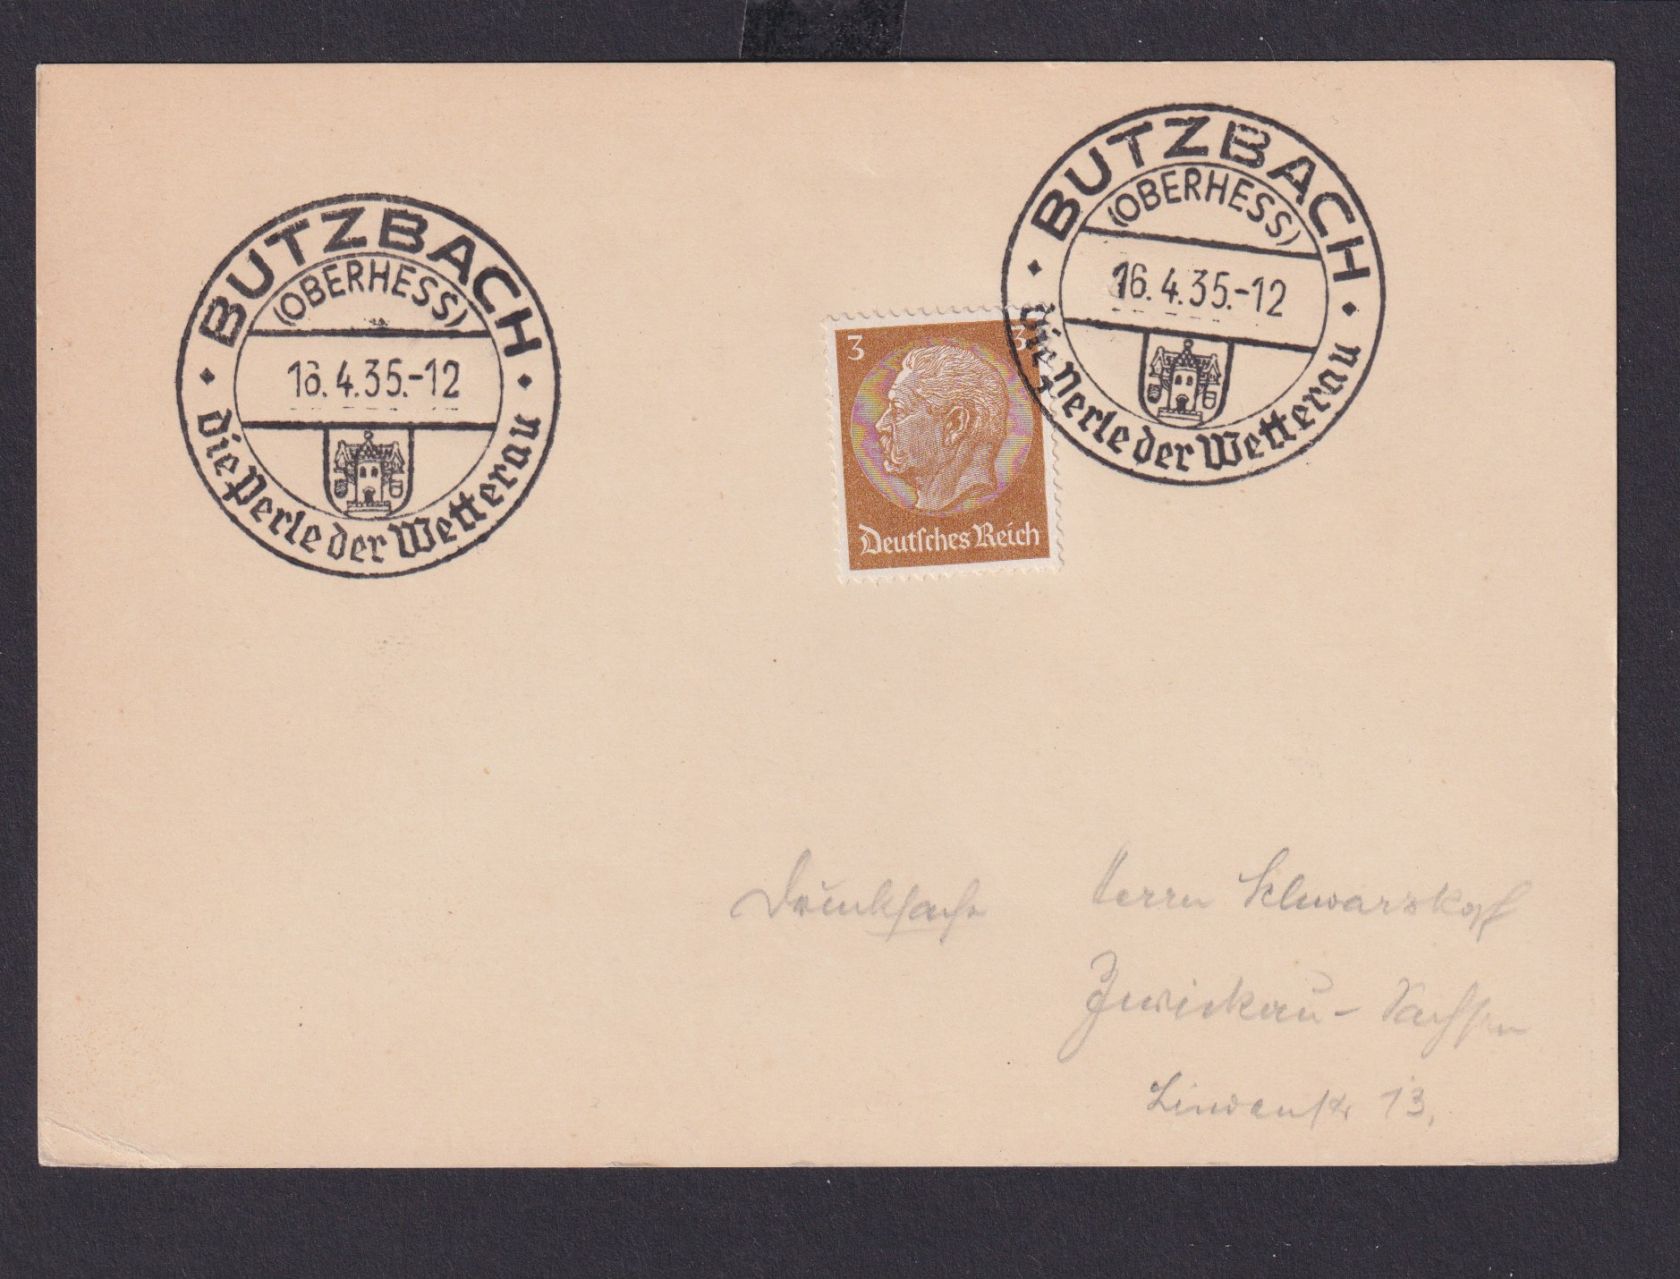 BUTZBACH
(OBERHESS)
16.4.35.-12
die Perle der Wetterau
BUTZBACH
(OBERHESS)
16.4.35.-12
die Perle der Wetterau
3 3
Deutsches Reich
Drucksache
Herrn Schwarzkopf
Zwickau - Sachsen
Lindenstr 13.